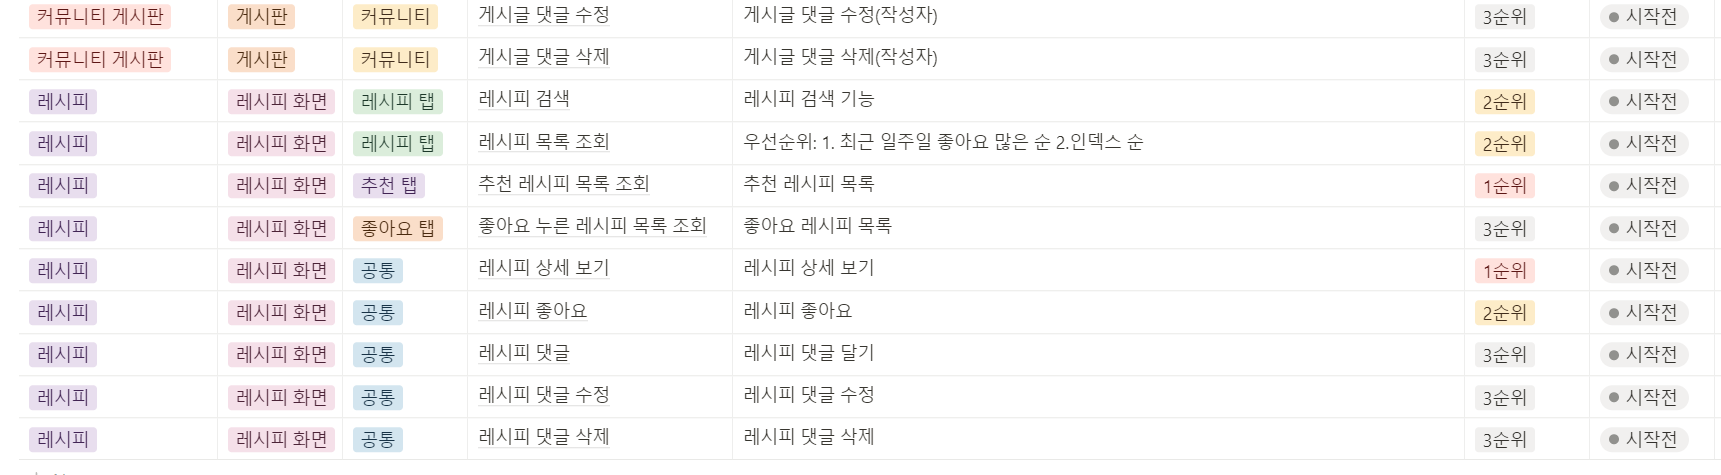 커뮤니티 게시판 게시판 커뮤니티 게시글 댓글 수정 게시글 댓글 수정(작성자) 3순위 시작전
커뮤니티 게시판 게시판 커뮤니티 게시글 댓글 삭제 게시글 댓글 삭제(작성자) 3순위 시작전
레시피 레시피 화면 레시피 탭 레시피 검색 레시피 검색 기능 2순위 시작전
레시피 레시피 화면 레시피 탭 레시피 목록 조회 우선순위: 1. 최근 일주일 좋아요 많은 순 2.인덱스 순 2순위 시작전
레시피 레시피 화면 추천 탭 추천 레시피 목록 조회 추천 레시피 목록 1순위 시작전
레시피 레시피 화면 좋아요 탭 좋아요 누른 레시피 목록 조회 좋아요 레시피 목록 3순위 시작전
레시피 레시피 화면 공통 레시피 상세 보기 레시피 상세 보기 1순위 시작전
레시피 레시피 화면 공통 레시피 좋아요 레시피 좋아요 2순위 시작전
레시피 레시피 화면 공통 레시피 댓글 레시피 댓글 달기 3순위 시작전
레시피 레시피 화면 공통 레시피 댓글 수정 레시피 댓글 수정 3순위 시작전
레시피 레시피 화면 공통 레시피 댓글 삭제 레시피 댓글 삭제 3순위 시작전